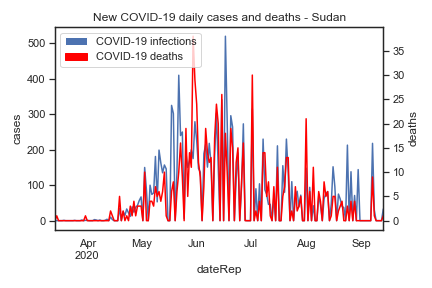 New COVID-19 daily cases and deaths - Sudan
COVID-19 infections
COVID-19 deaths
500
400
300
200
100
0
cases
35
30
25
20
15
10
5
0
deaths
Apr May Jun Jul Aug Sep
2020
dateRep